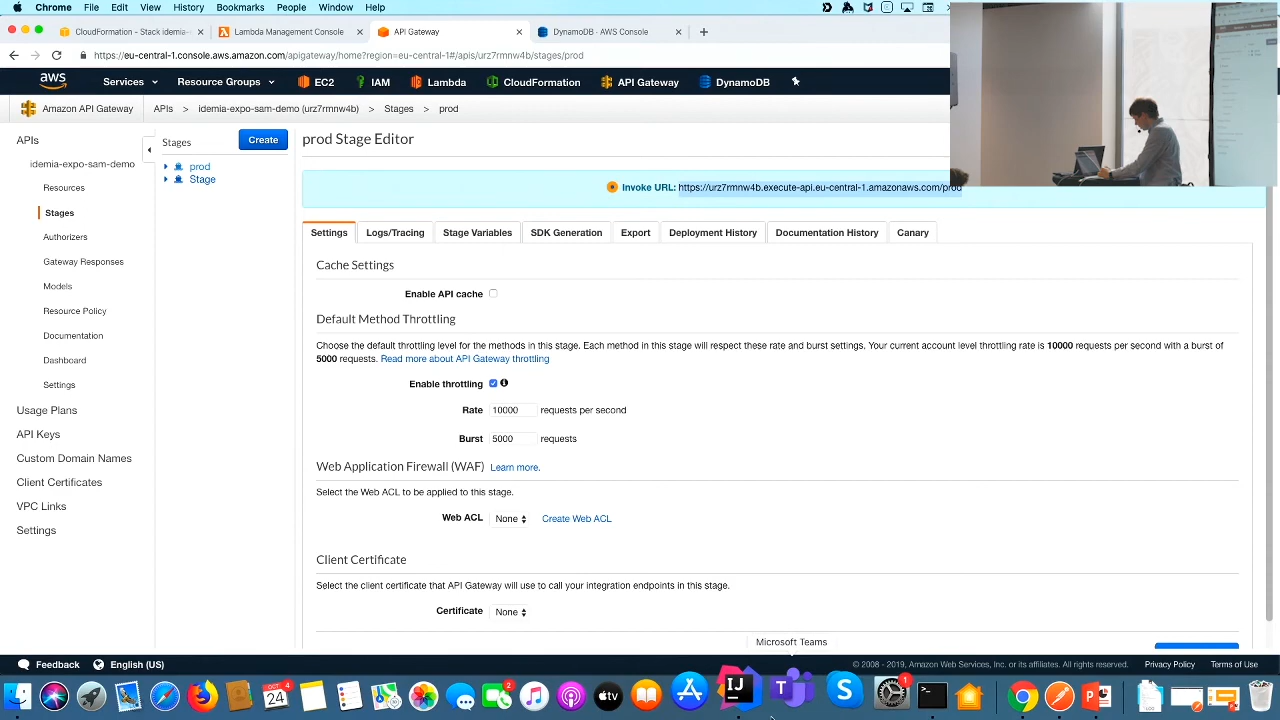 Chrome File Edit View History Bookmarks People Window Help
CloudFormation - Stack idemia- × Lambda Management Console × API Gateway × DynamoDB - AWS Console × +
https://eu-central-1.console.aws.amazon.com/apigateway/home?region=eu-central-1#/apis/urz7rmnw4b/stages/prod
aws Services Resource Groups EC2 IAM Lambda CloudFormation API Gateway DynamoDB
Amazon API Gateway APIs > idemia-expo-sam-demo (urz7rmnw4b) > Stages > prod
APIs
idemia-expo-sam-demo
Resources
Stages
Authorizers
Gateway Responses
Models
Resource Policy
Documentation
Dashboard
Settings
Usage Plans
API Keys
Custom Domain Names
Client Certificates
VPC Links
Settings
Stages Create
prod
Stage
prod Stage Editor
Invoke URL: https://urz7rmnw4b.execute-api.eu-central-1.amazonaws.com/prod
Settings Logs/Tracing Stage Variables SDK Generation Export Deployment History Documentation History Canary
Cache Settings
Enable API cache
Default Method Throttling
Choose the default throttling level for the methods in this stage. Each method in this stage will respect these rate and burst settings. Your current account level throttling rate is 10000 requests per second with a burst of
5000 requests. Read more about API Gateway throttling
Enable throttling
Rate 10000 requests per second
Burst 5000 requests
Web Application Firewall (WAF) Learn more.
Select the Web ACL to be applied to this stage.
Web ACL None Create Web ACL
Client Certificate
Select the client certificate that API Gateway will use to call your integration endpoints in this stage.
Certificate None
Microsoft Teams
Feedback English (US) © 2008 - 2019, Amazon Web Services, Inc. or its affiliates. All rights reserved. Privacy Policy Terms of Use
24 4 2 tv IJ T S 1 P